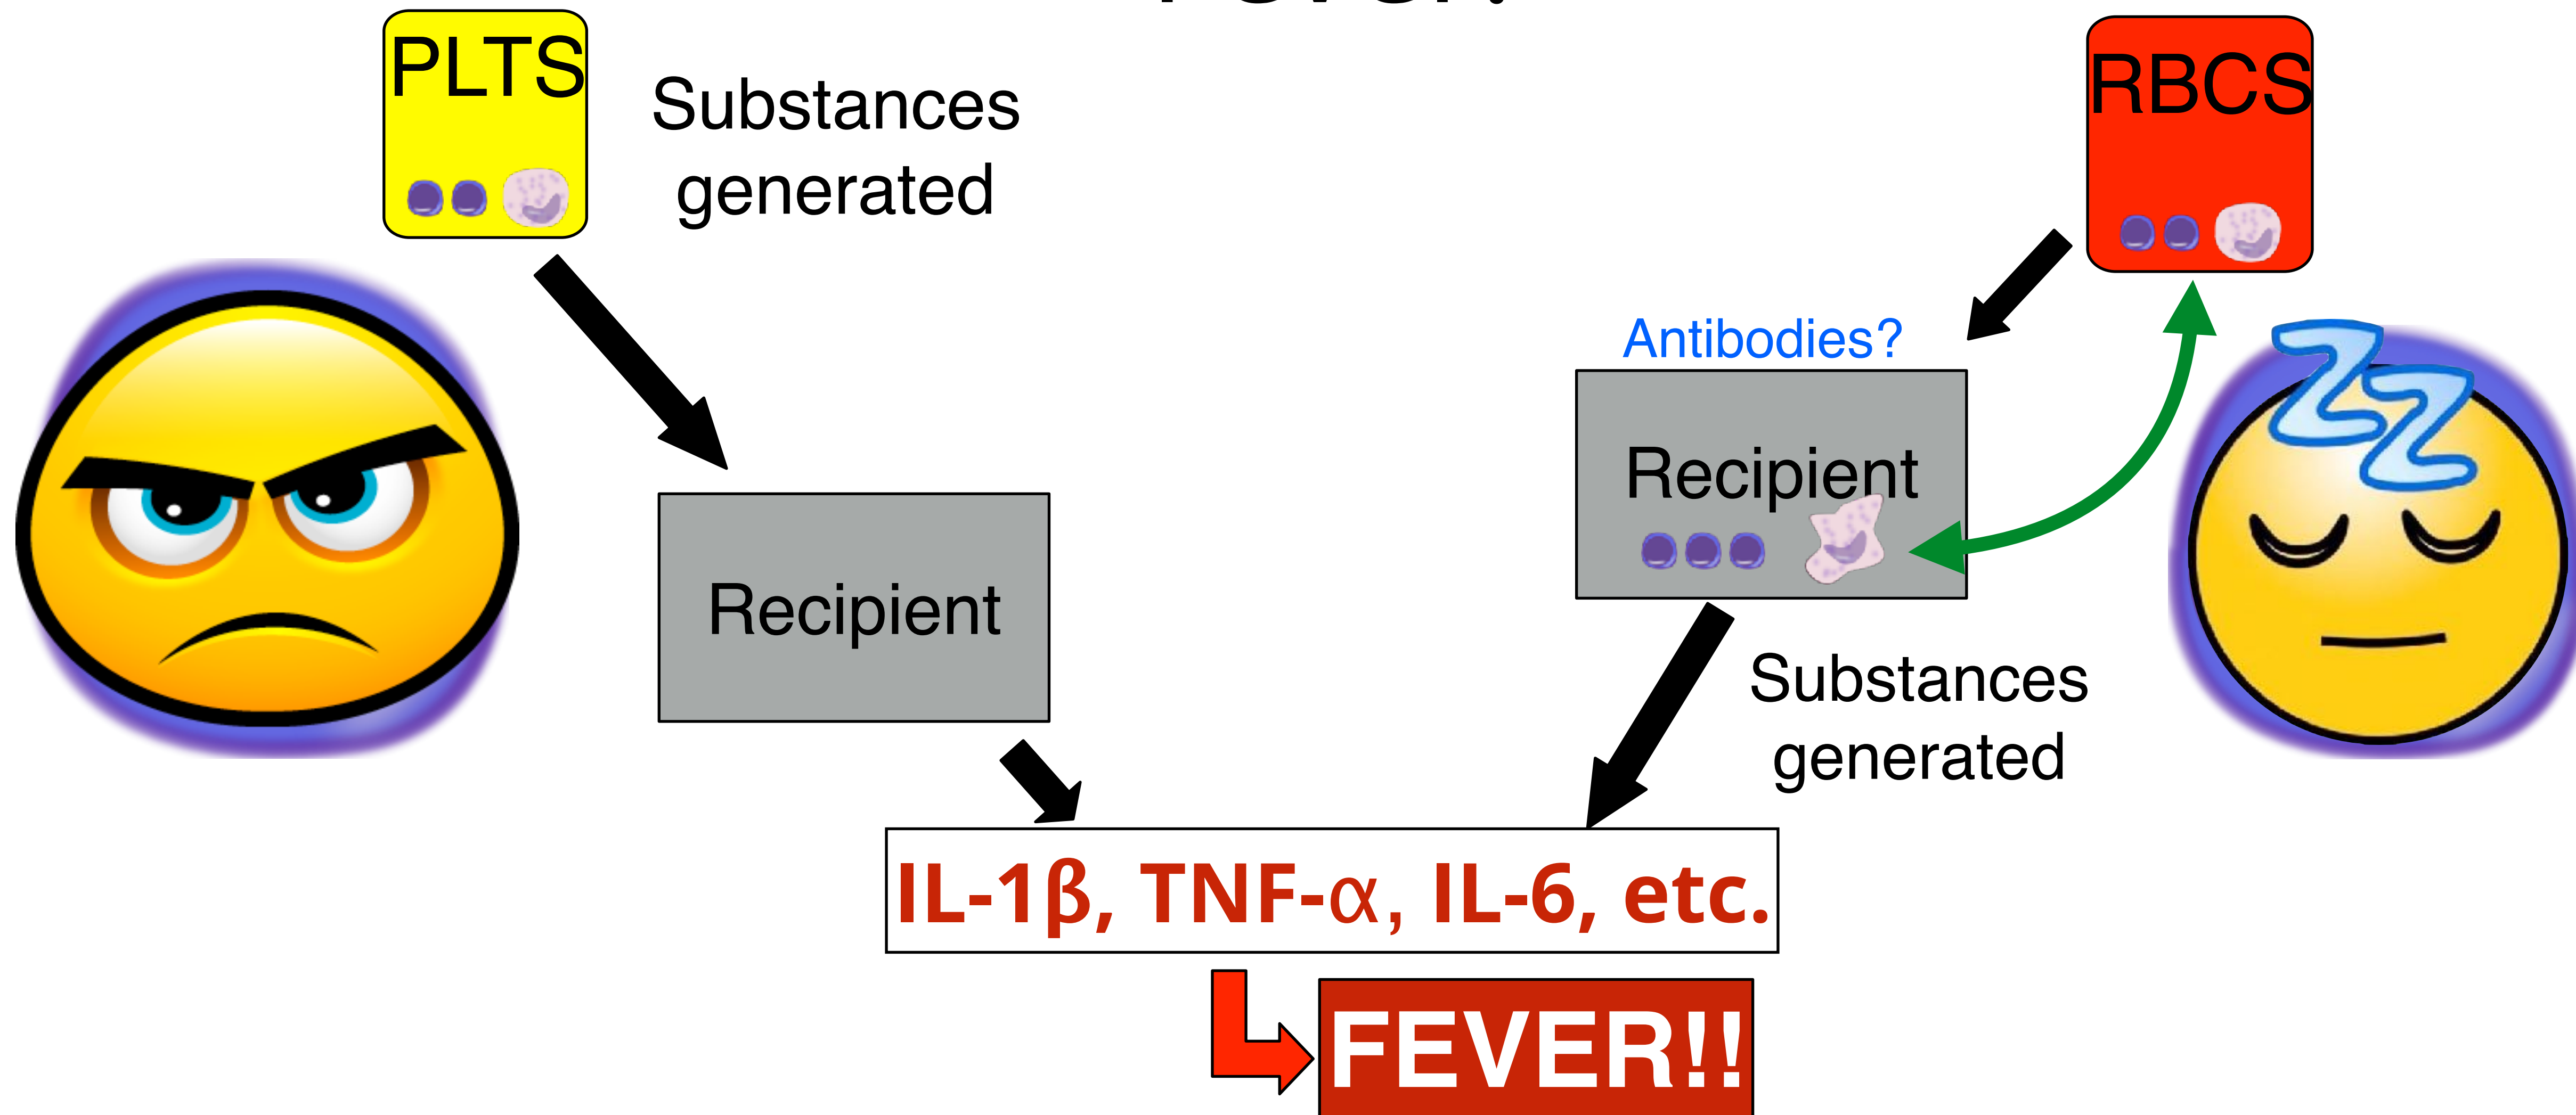 PLTS
Substances
generated
Recipient
RBCS
Antibodies?
Recipient
Substances
generated
IL-1β, TNF-α, IL-6, etc.
FEVER!!